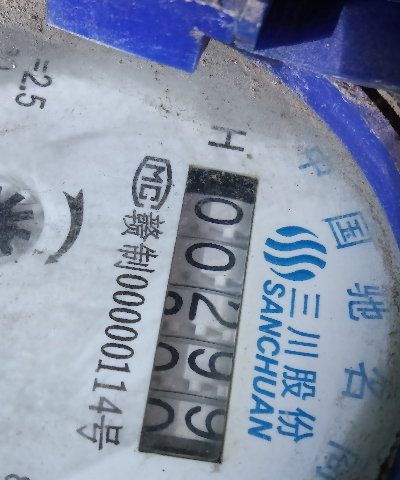 中国驰名商
三川股份
SANCHUAN
H
00299
MC 赣制00000114号
=2.5